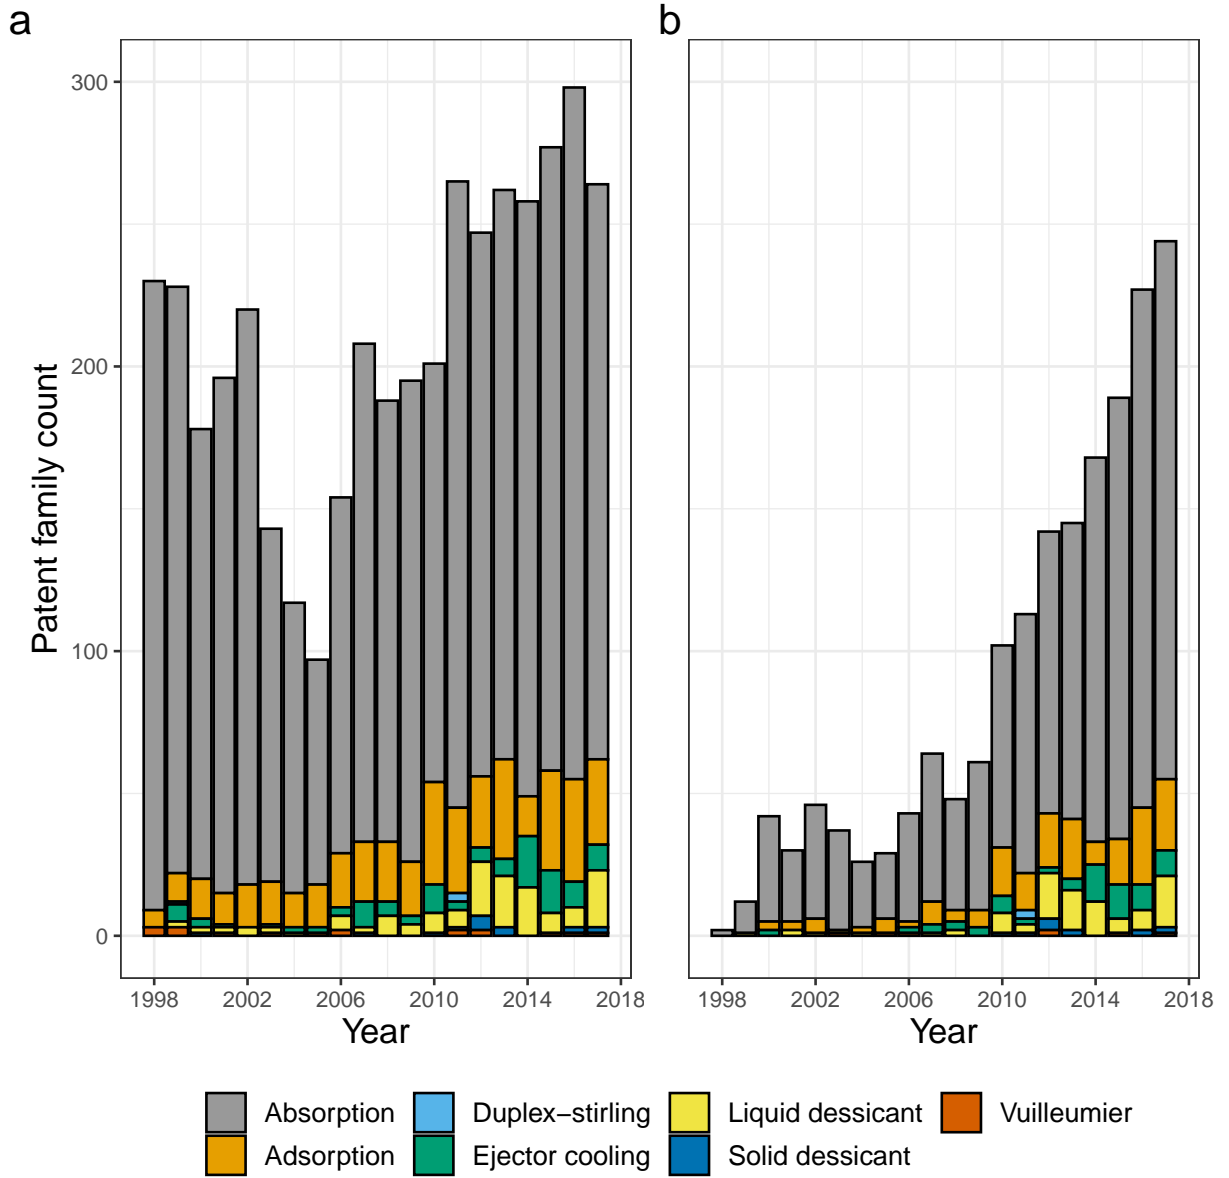 a
b
Patent family count
300
200
100
0
1998 2002 2006 2010 2014 2018
1998 2002 2006 2010 2014 2018
Year
Year
Absorption
Duplex−stirling
Liquid dessicant
Vuilleumier
Adsorption
Ejector cooling
Solid dessicant